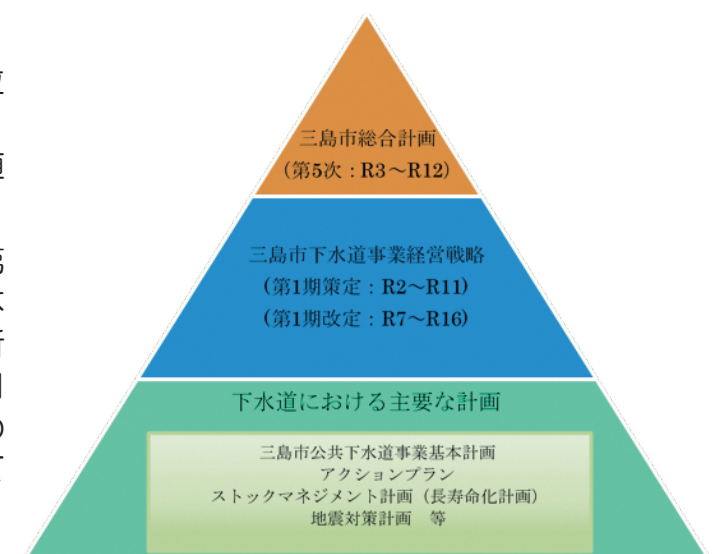 三島市総合計画
(第5次：R3～R12)
三島市下水道事業経営戦略
(第1期策定：R2～R11)
(第1期改定：R7～R16)
下水道における主要な計画
三島市公共下水道事業基本計画
アクションプラン
ストックマネジメント計画（長寿命化計画）
地震対策計画　等